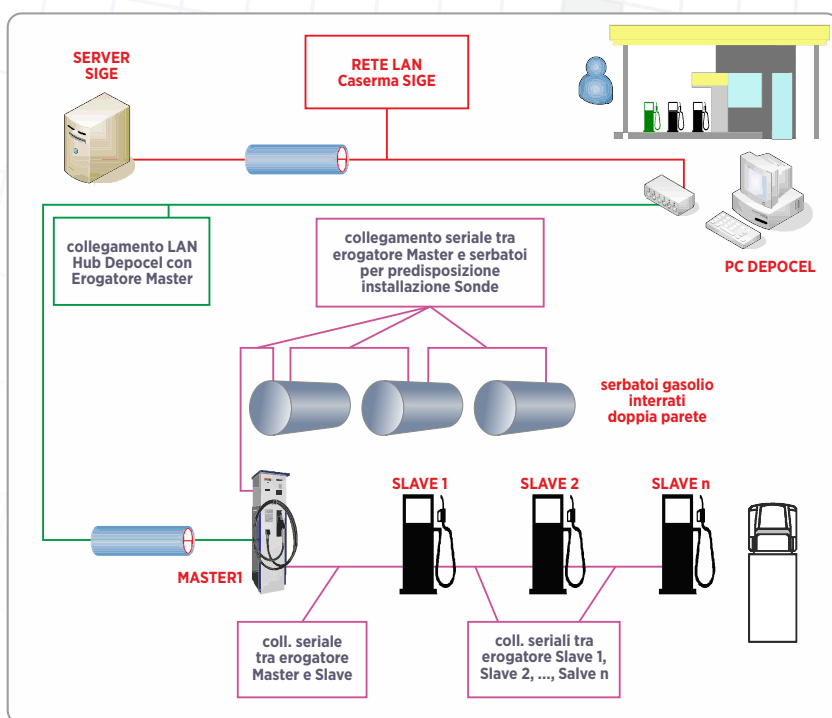 SERVER
SIGE
RETE LAN
Caserma SIGE
collegamento LAN
Hub Depocel con
Erogatore Master
collegamento seriale tra
erogatore Master e serbatoi
per predisposizione
installazione Sonde
PC DEPOCEL
serbatoi gasolio
interrati
doppia parete
SLAVE 1
SLAVE 2
SLAVE n
MASTER1
coll. seriale
tra erogatore
Master e Slave
coll. seriali tra
erogatore Slave 1,
Slave 2, ..., Salve n